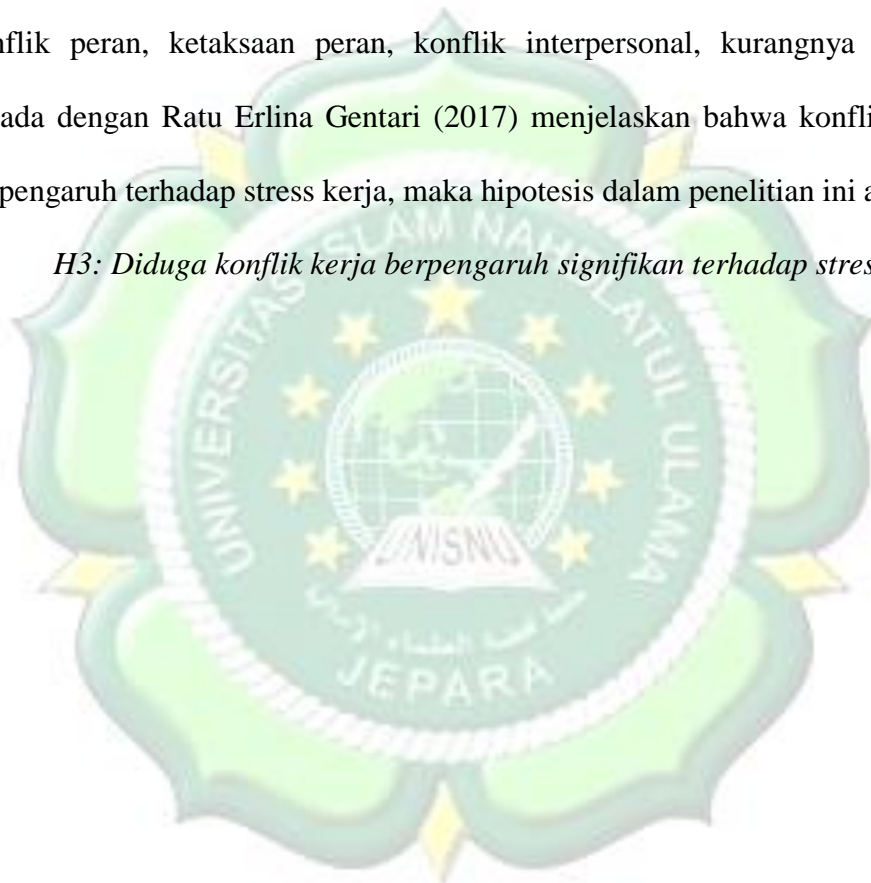 nflik peran, ketaksaan peran, konflik interpersonal, kurangnya
ada dengan Ratu Erlina Gentari (2017) menjelaskan bahwa konfli
pengaruh terhadap stress kerja, maka hipotesis dalam penelitian ini a
H3: Diduga konflik kerja berpengaruh signifikan terhadap stres
UNIVERSITAS ISLAM NAHDLATUL ULAMA
UNISNU
JEPARA